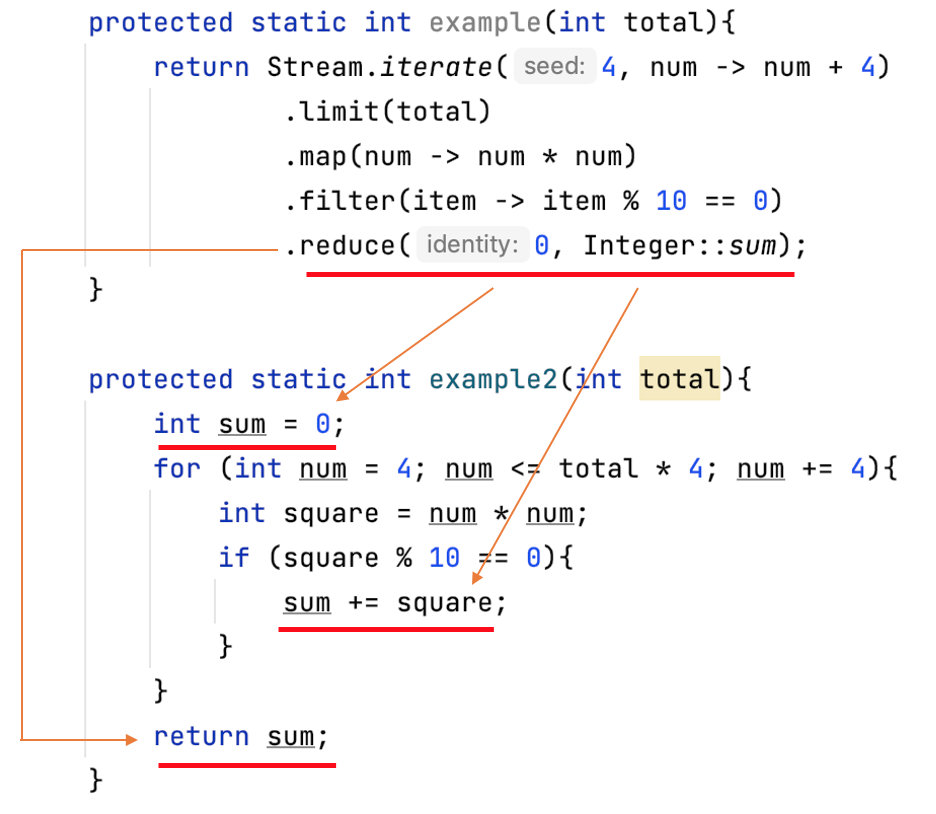 protected static int example(int total){
return Stream.iterate( seed: 4, num -> num + 4)
.limit(total)
.map(num -> num * num)
.filter(item -> item % 10 == 0)
.reduce( identity: 0, Integer::sum);
}
protected static int example2(int total){
int sum = 0;
for (int num = 4; num <= total * 4; num += 4){
int square = num * num;
if (square % 10 == 0){
sum += square;
}
}
return sum;
}